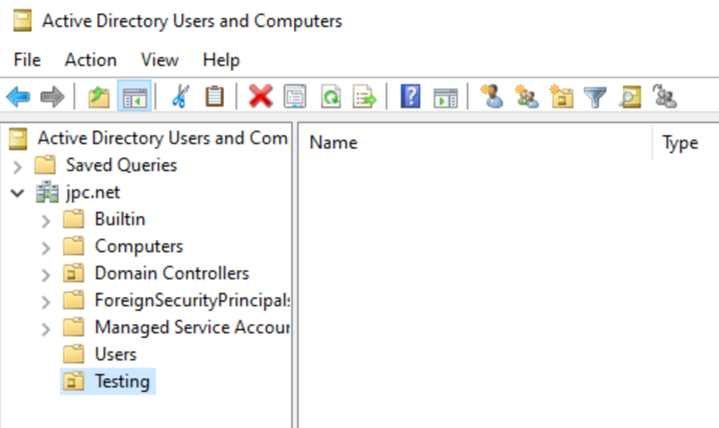 Active Directory Users and Computers
File Action View Help
Active Directory Users and Com
Name Type
Saved Queries
jpc.net
Builtin
Computers
Domain Controllers
ForeignSecurityPrincipals
Managed Service Accour
Users
Testing